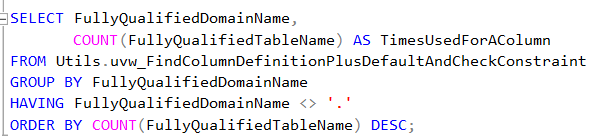 SELECT FullyQualifiedDomainName,
COUNT(FullyQualifiedTableName) AS TimesUsedForAColumn
FROM Utils.uvw_FindColumnDefinitionPlusDefaultAndCheckConstraint
GROUP BY FullyQualifiedDomainName
HAVING FullyQualifiedDomainName <> '.'
ORDER BY COUNT(FullyQualifiedTableName) DESC;